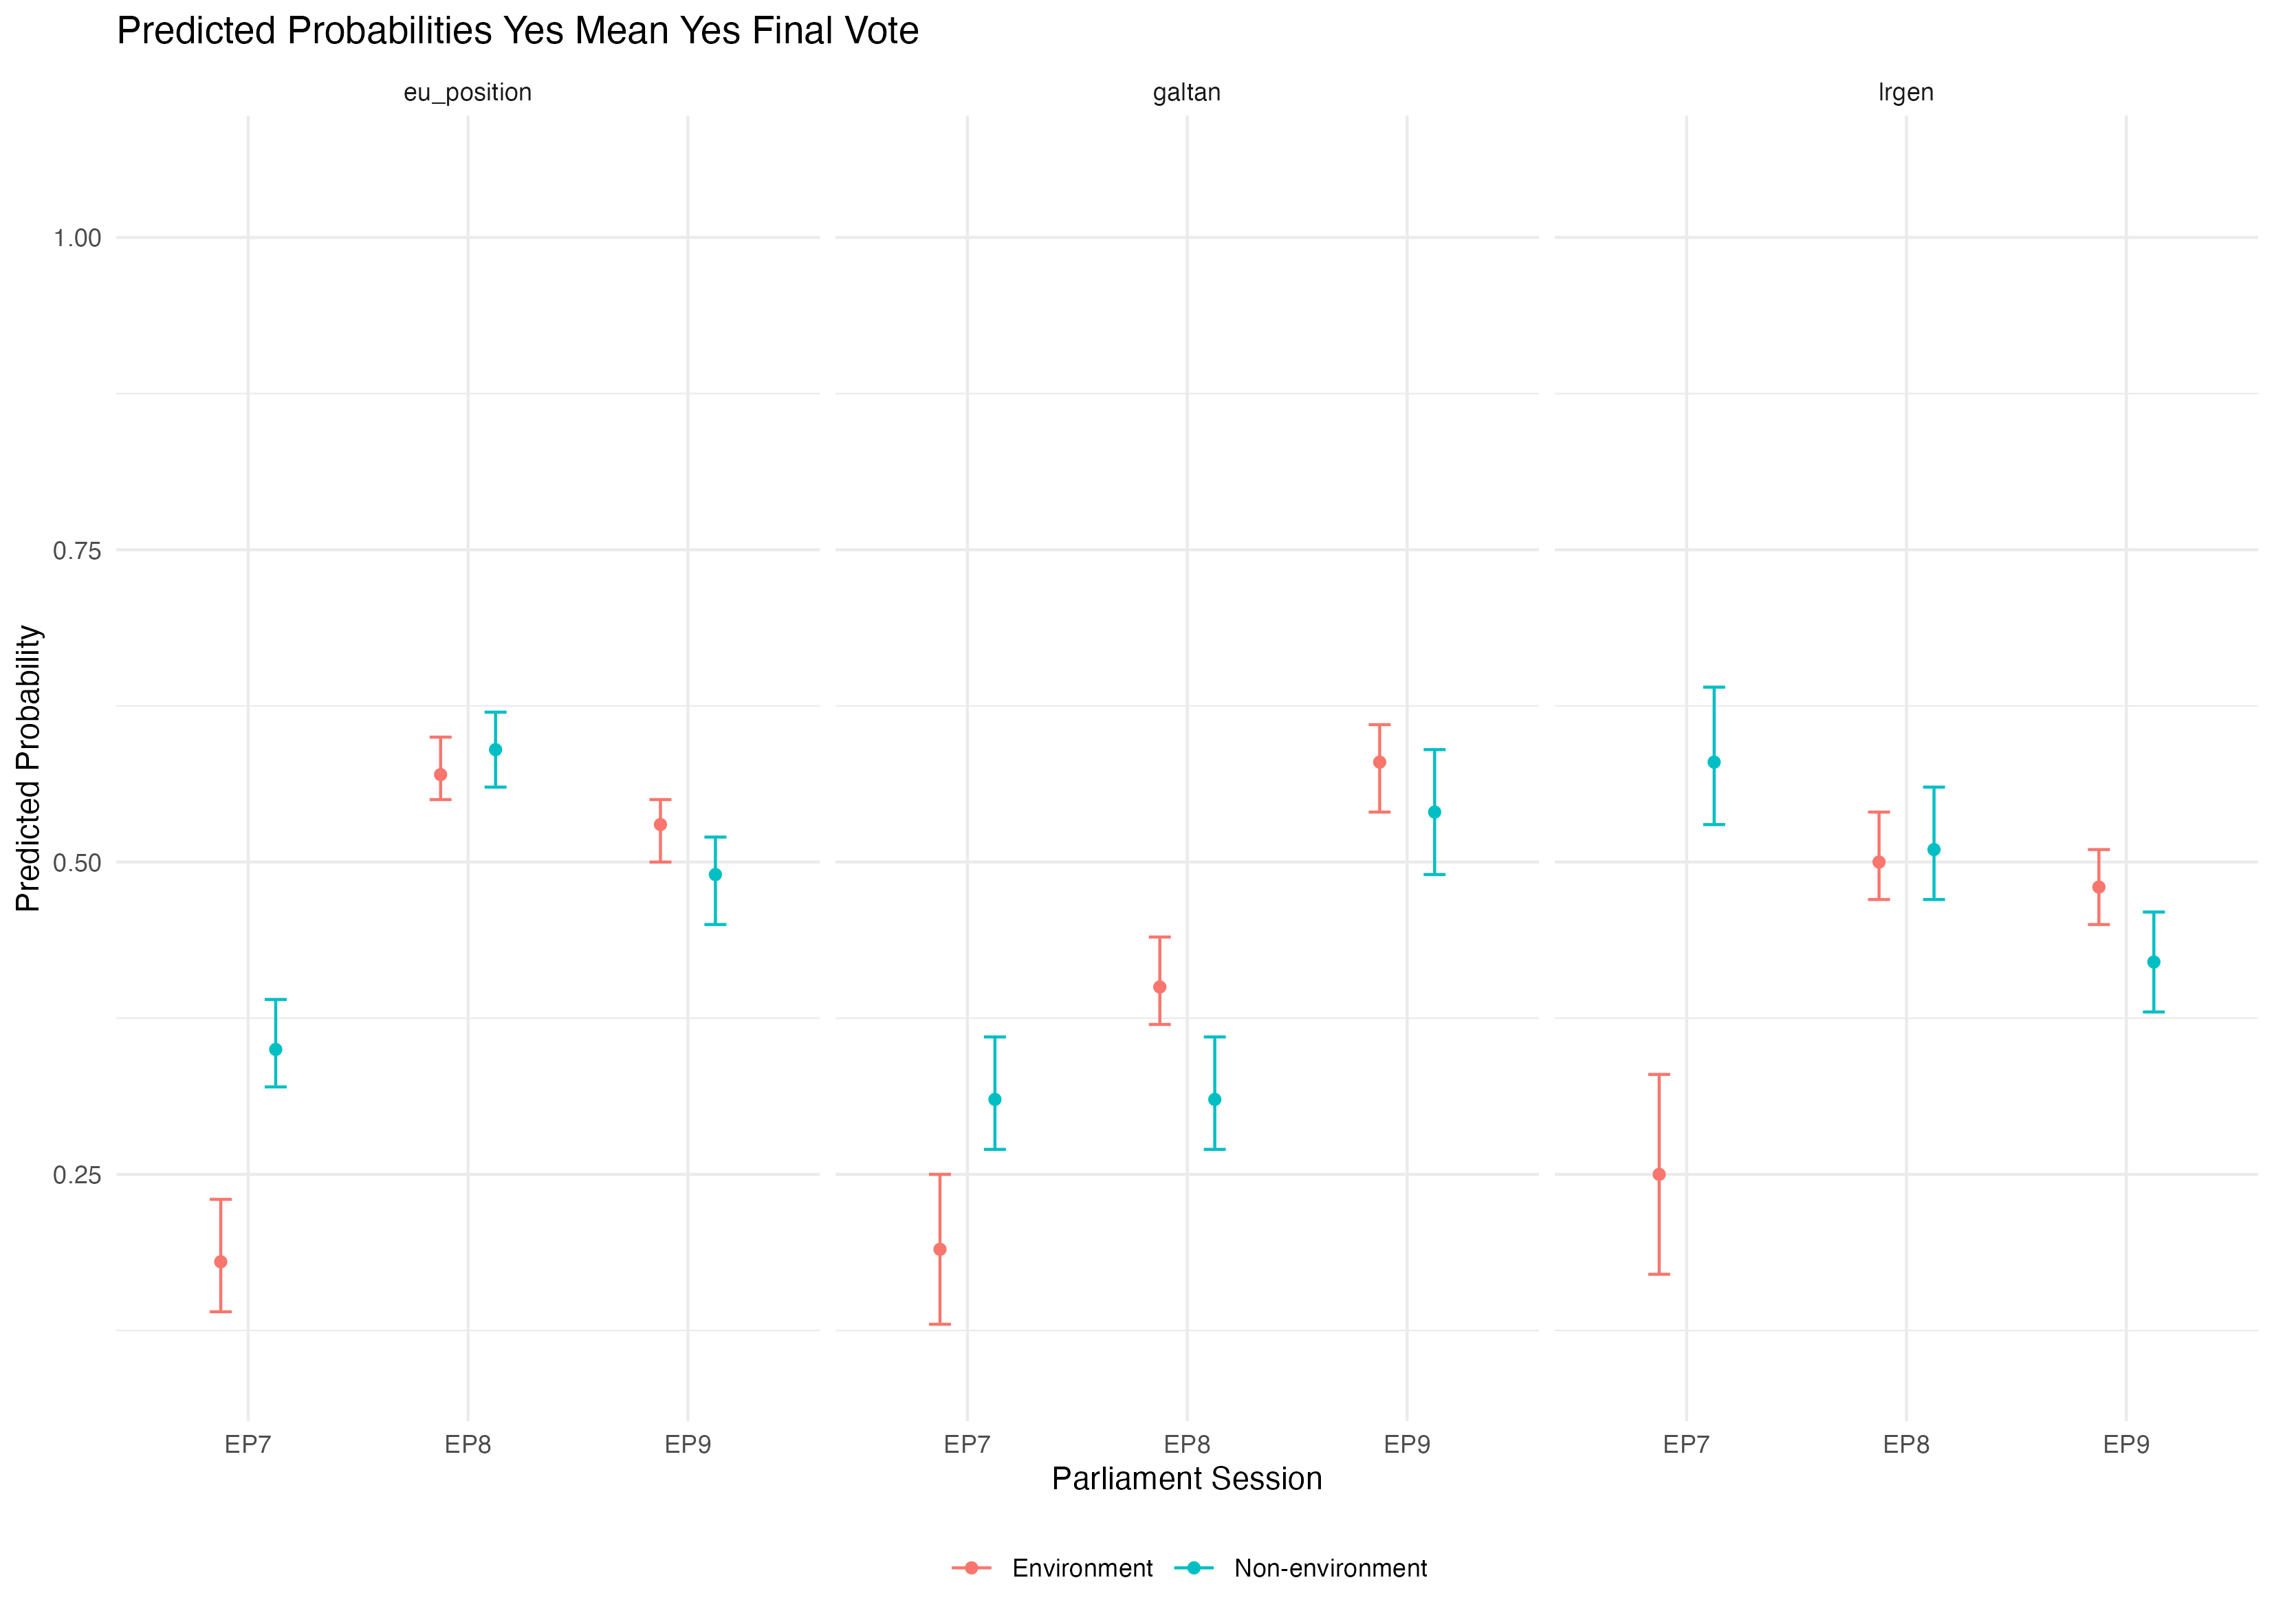 Predicted Probabilities Yes Mean Yes Final Vote
eu_position
galtan
lrgen
1.00
0.75
0.50
0.25
Predicted Probability
EP7
EP8
EP9
EP7
EP8
EP9
EP7
EP8
EP9
Parliament Session
Environment
Non-environment